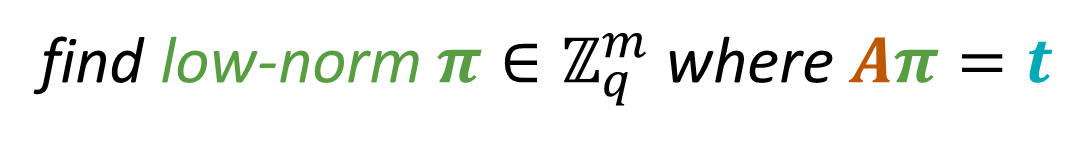 find low-norm 𝝅 ∈ ℤ_q^m where 𝑨𝝅 = 𝒕